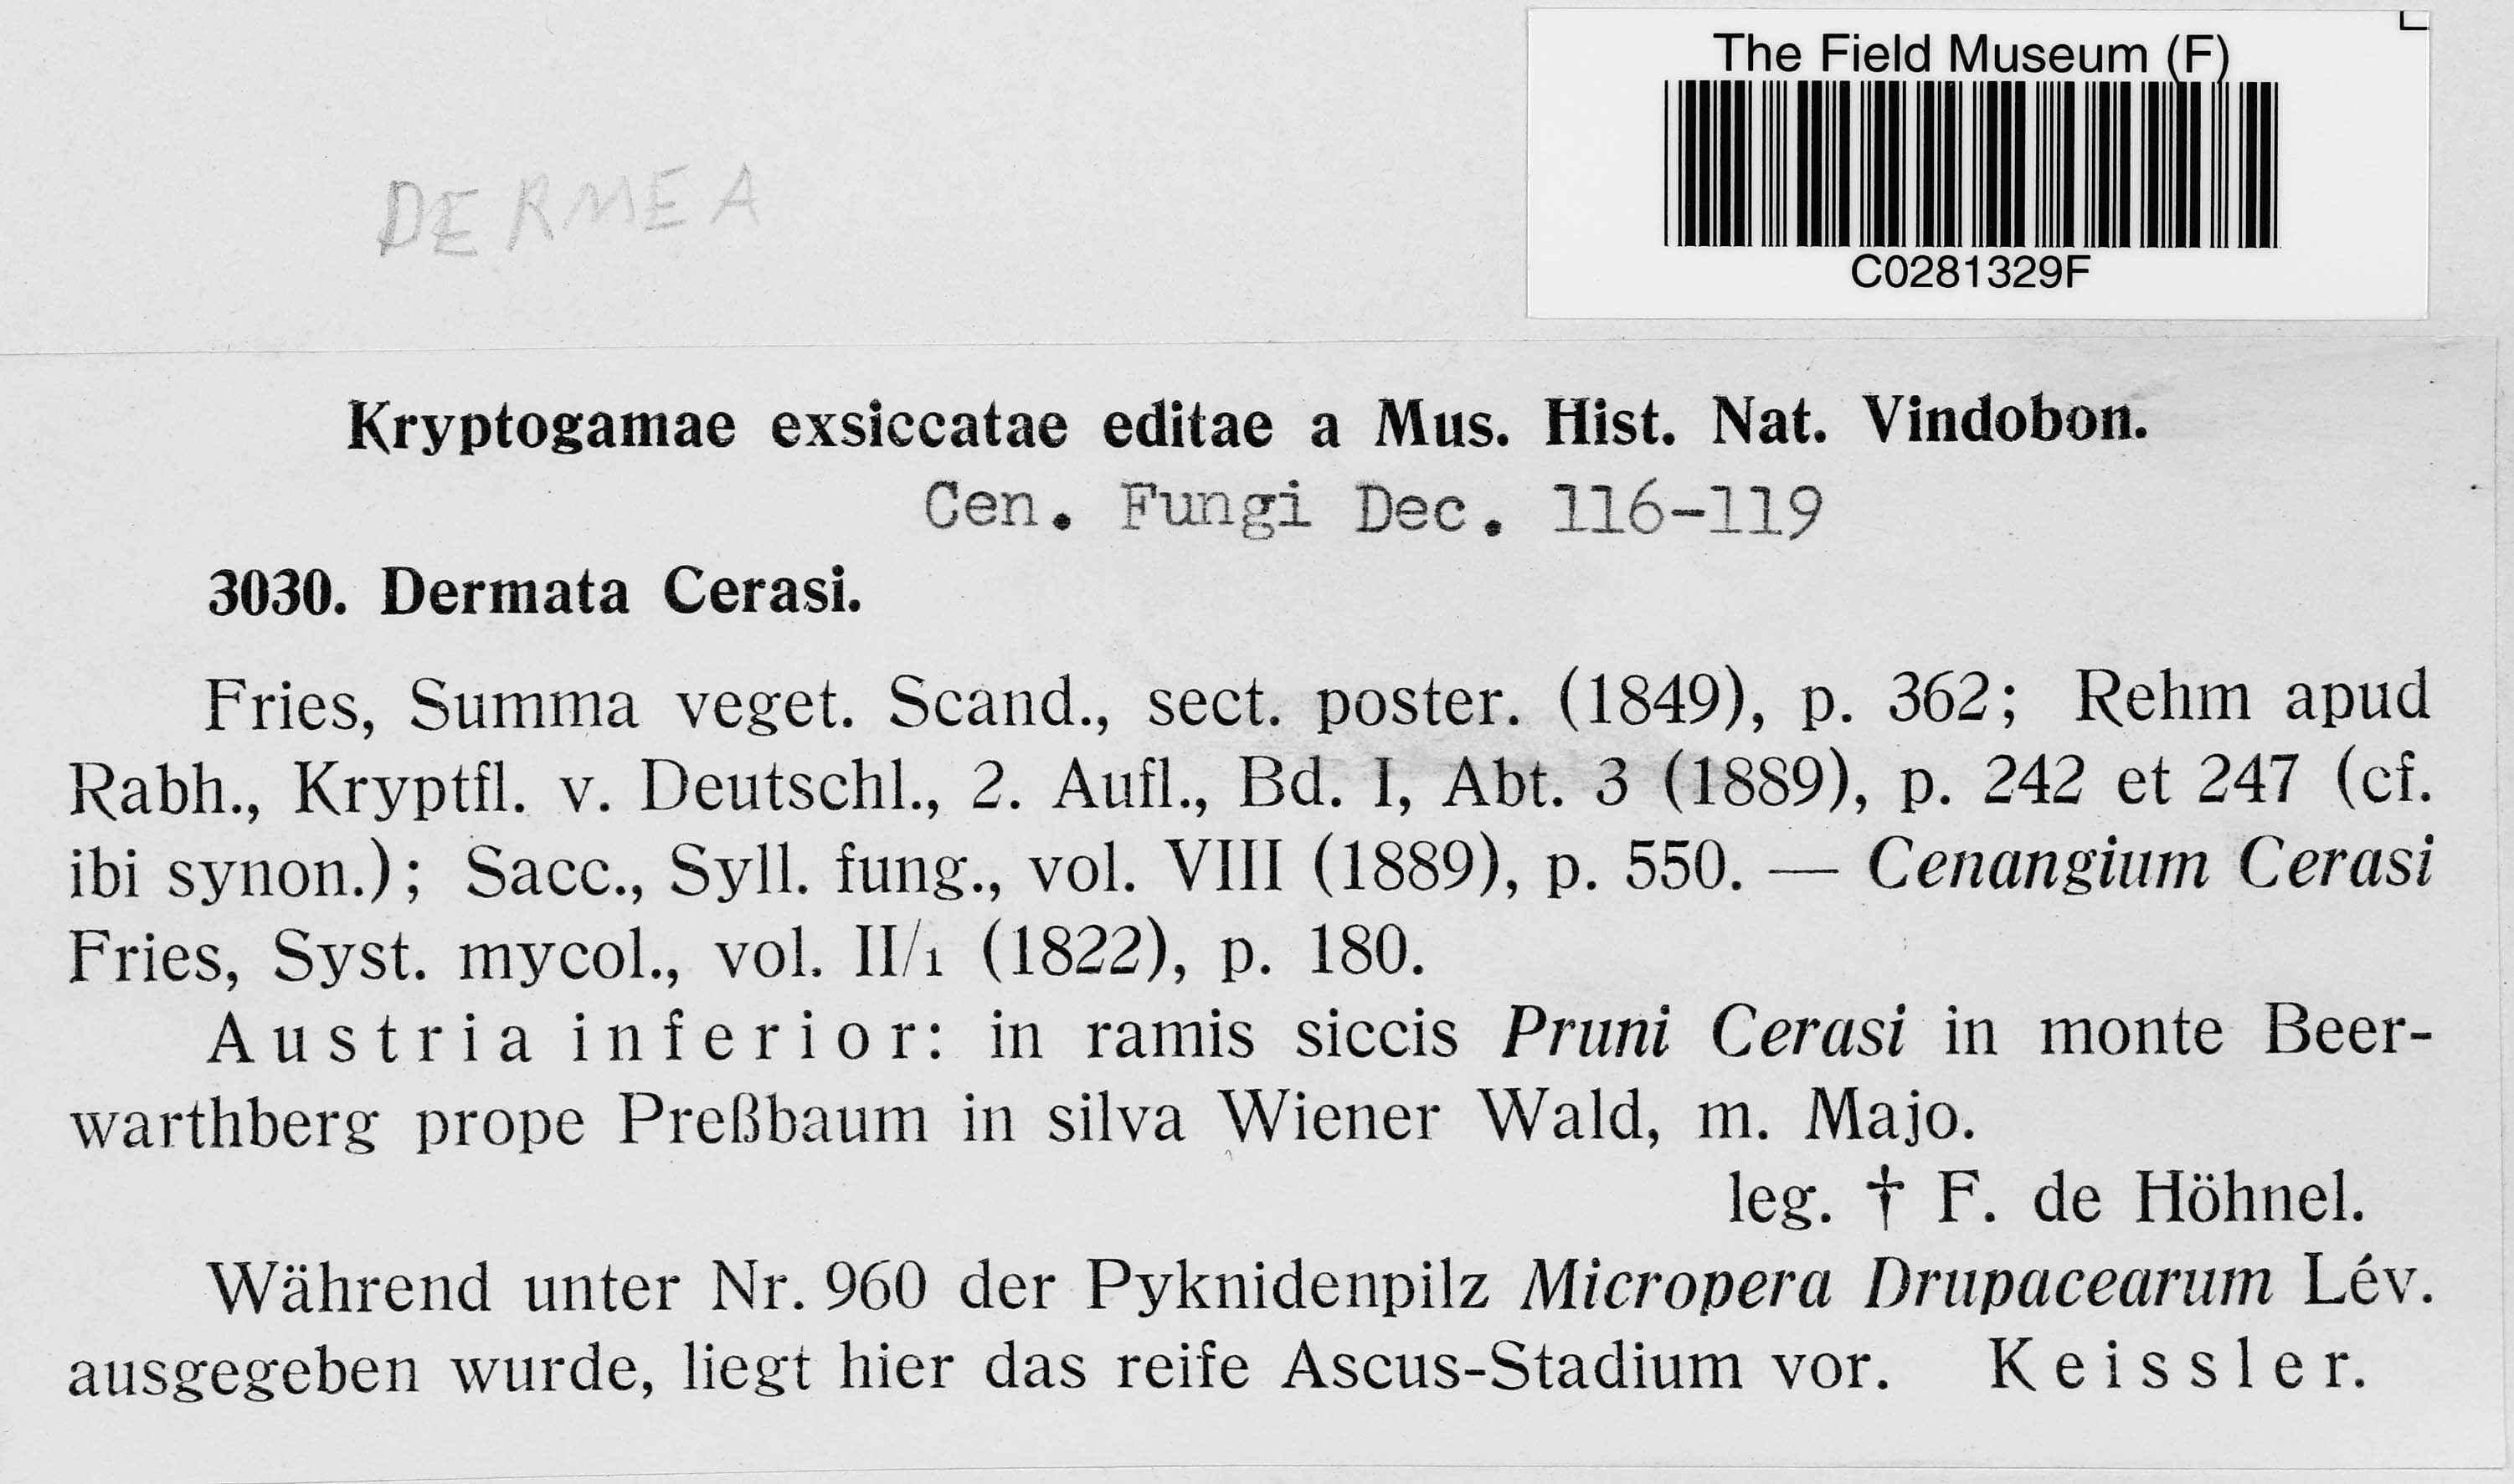 The Field Museum (F)
C0281329F
DERMEA
Kryptogamae exsiccatae editae a Mus. Hist. Nat. Vindobon.
Cen. Fungi Dec. 116-119
3030. Dermata Cerasi.
Fries, Summa veget. Scand., sect. poster. (1849), p. 362; Rehm apud
Rabh., Kryptfl. v. Deutschl., 2. Aufl., Bd. I, Abt. 3 (1889), p. 242 et 247 (cf.
ibi synon.); Sacc., Syll. fung., vol. VIII (1889), p. 550. — Cenangium Cerasi
Fries, Syst. mycol., vol. II/1 (1822), p. 180.
Austria inferior: in ramis siccis Pruni Cerasi in monte Beer-
warthberg prope Preßbaum in silva Wiener Wald, m. Majo.
leg. † F. de Höhnel.
Während unter Nr. 960 der Pyknidenpilz Micropera Drupacearum Lév.
ausgegeben wurde, liegt hier das reife Ascus-Stadium vor. Keissler.